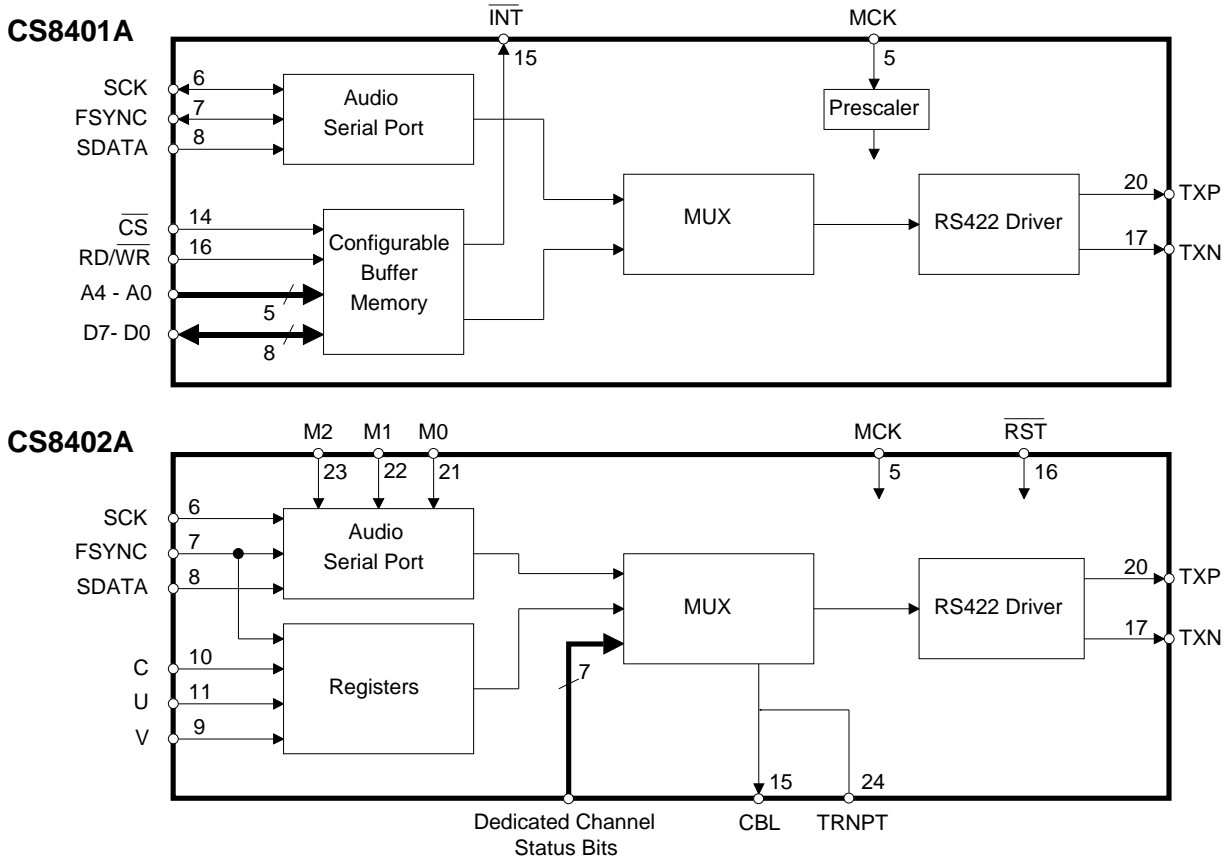 CS8401A
INT
MCK
15
5
SCK
6
FSYNC
7
SDATA
8
Audio
Serial Port
Prescaler
CS
14
RD/WR
16
A4 - A0
5
D7- D0
8
Configurable
Buffer
Memory
MUX
RS422 Driver
20
TXP
17
TXN
CS8402A
M2
M1
M0
MCK
RST
23
22
21
5
16
SCK
6
FSYNC
7
SDATA
8
Audio
Serial Port
C
10
U
11
V
9
Registers
7
MUX
RS422 Driver
20
TXP
17
TXN
15
24
Dedicated Channel
Status Bits
CBL
TRNPT